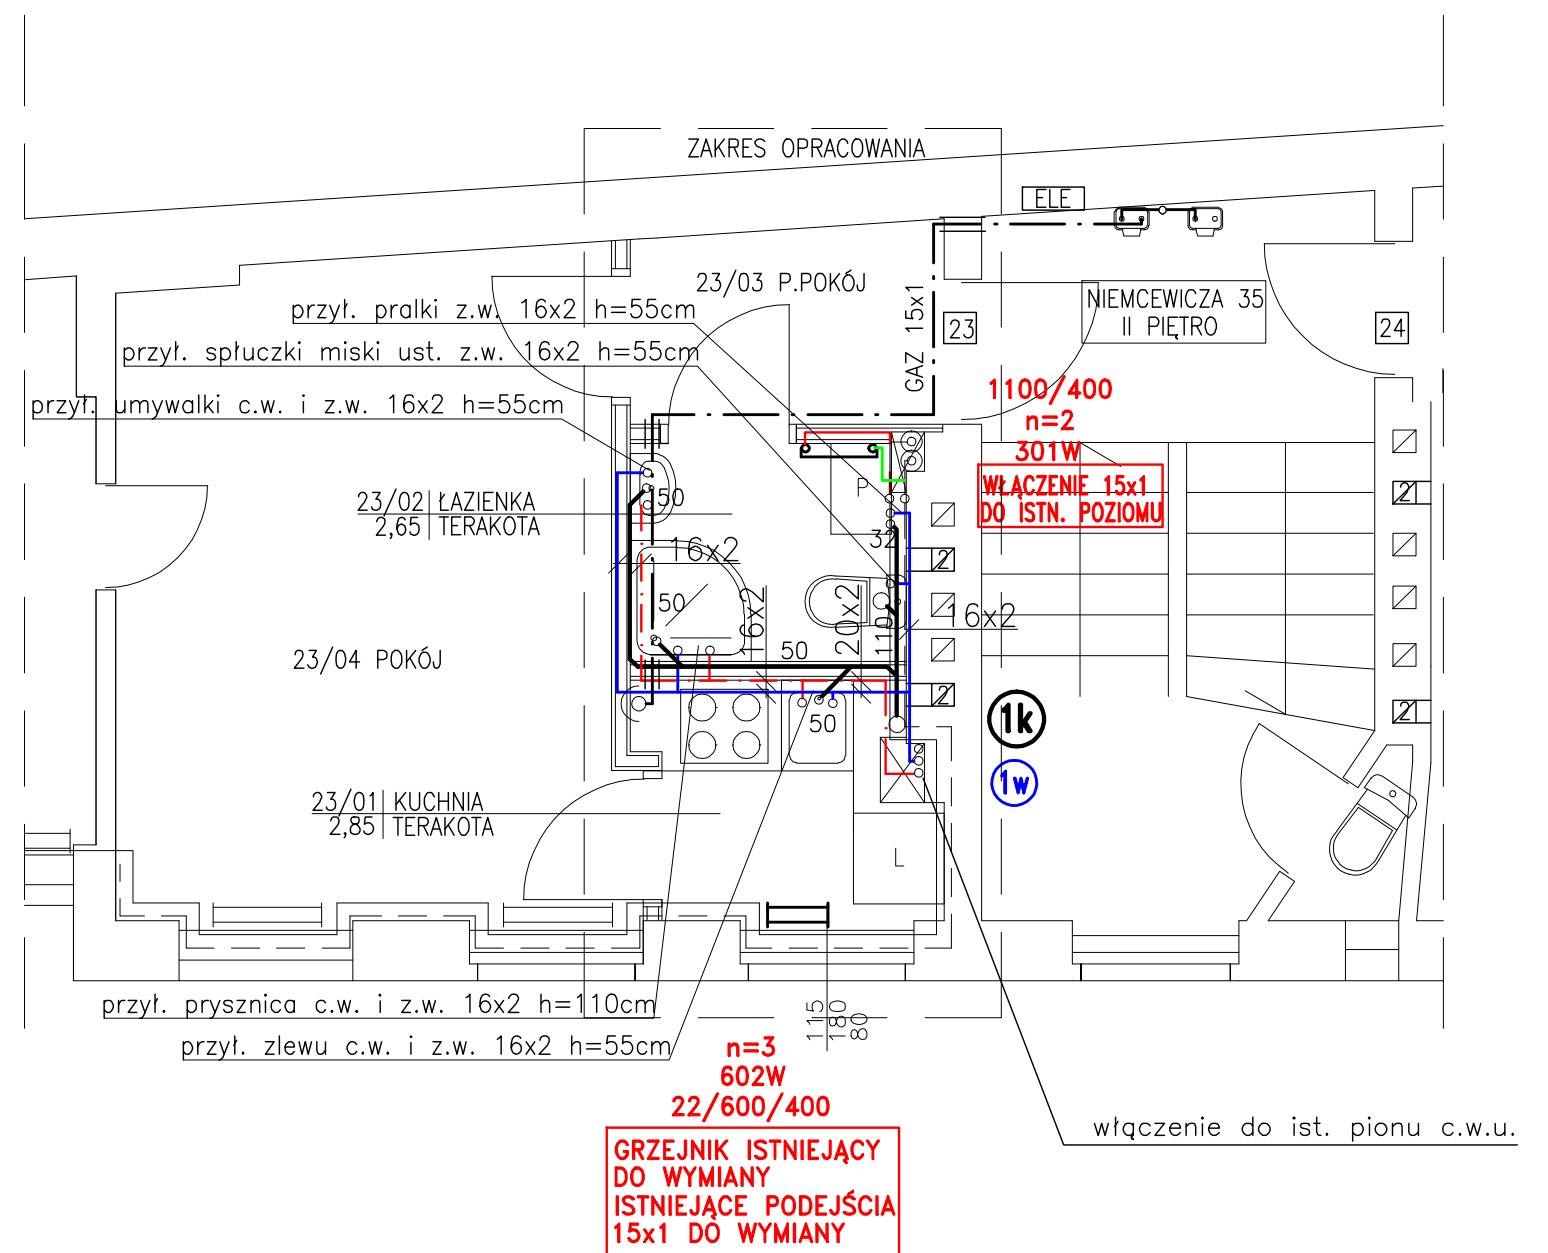 ZAKRES OPRACOWANIA
ELE
23/03 P.POKÓJ
NIEMCEWICZA 35
II PIĘTRO
GAZ 15x1
23
24
przył. pralki z.w. 16x2 h=55cm
przył. spłuczki miski ust. z.w. 16x2 h=55cm
przył. umywalki c.w. i z.w. 16x2 h=55cm
1100/400
n=2
301W
WŁĄCZENIE 15x1
DO ISTN. POZIOMU
23/02 ŁAZIENKA
2,65 TERAKOTA
50
P
32
16x2
2
2
50
16x2
20x2
110
16x2
50
23/04 POKÓJ
2
2
50
1k
1w
23/01 KUCHNIA
2,85 TERAKOTA
L
przył. prysznica c.w. i z.w. 16x2 h=110cm
przył. zlewu c.w. i z.w. 16x2 h=55cm
115
180
80
n=3
602W
22/600/400
GRZEJNIK ISTNIEJĄCY
DO WYMIANY
ISTNIEJĄCE PODEJŚCIA
15x1 DO WYMIANY
włączenie do ist. pionu c.w.u.